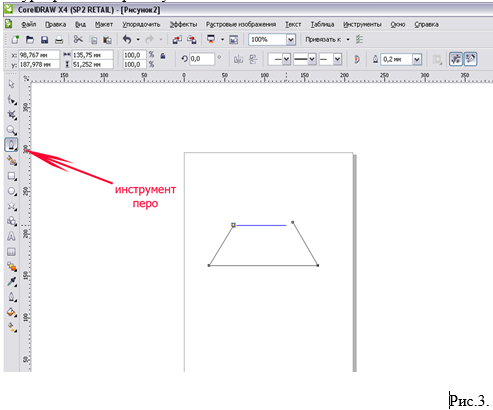 CorelDRAW X4 (SP2 RETAIL) - [Рисунок2]
Файл Правка Вид Макет Упорядочить Эффекты Растровые изображения Текст Таблица Инструменты Окно Справка
100% Привязать к
x: 98,767 мм 135,75 мм 100,0 % 0,0 ° 0,2 мм
y: 187,978 мм 51,252 мм 100,0 %
150 100 50 0 50 100 150 200 250 300 350
350
300
250
200
150
100
50
инструмент
перо
Рис.3.